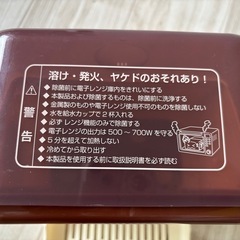 溶け・発火、ヤケドのおそれあり！
警告
・除菌前に電子レンジ庫内をきれいにする
・本製品および除菌するものは、除菌前に洗浄する
・金属製のものや電子レンジ使用不可のものに使用しない
・水を給水カップで2杯入れる
・必ずレンジ機能のみで除菌する
・電子レンジの出力は500～700Wを守る
・5分を超えて加熱しない
・冷めてから取り出す
・本製品を使用する前に取扱説明書を必ず読む